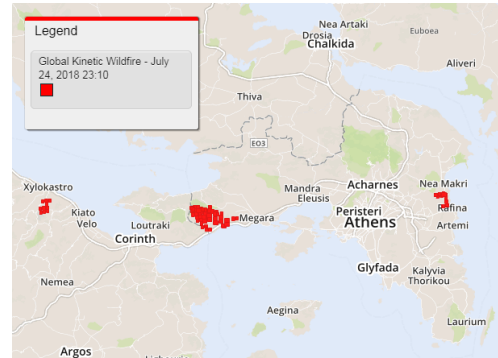 Legend
Global Kinetic Wildfire - July
24, 2018 23:10
Nea Artaki
Drosia
Chalkida
Euboea
Aliveri
Thiva
E03
Xylokastro
Kiato
Velo
Loutraki
Corinth
Megara
Mandra
Eleusis
Acharnes
Peristeri
Athens
Nea Makri
Rafina
Artemi
Glyfada
Kalyvia
Thorikou
Nemea
Aegina
Laurium
Argos